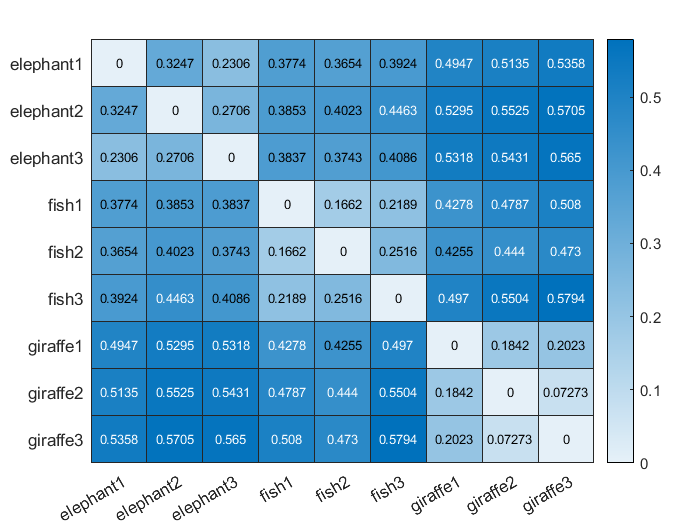 elephant1 0 0.3247 0.2306 0.3774 0.3654 0.3924 0.4947 0.5135 0.5358
elephant2 0.3247 0 0.2706 0.3853 0.4023 0.4463 0.5295 0.5525 0.5705
elephant3 0.2306 0.2706 0 0.3837 0.3743 0.4086 0.5318 0.5431 0.565
fish1 0.3774 0.3853 0.3837 0 0.1662 0.2189 0.4278 0.4787 0.508
fish2 0.3654 0.4023 0.3743 0.1662 0 0.2516 0.4255 0.444 0.473
fish3 0.3924 0.4463 0.4086 0.2189 0.2516 0 0.497 0.5504 0.5794
giraffe1 0.4947 0.5295 0.5318 0.4278 0.4255 0.497 0 0.1842 0.2023
giraffe2 0.5135 0.5525 0.5431 0.4787 0.444 0.5504 0.1842 0 0.07273
giraffe3 0.5358 0.5705 0.565 0.508 0.473 0.5794 0.2023 0.07273 0
elephant1 elephant2 elephant3 fish1 fish2 fish3 giraffe1 giraffe2 giraffe3
0.5
0.4
0.3
0.2
0.1
0